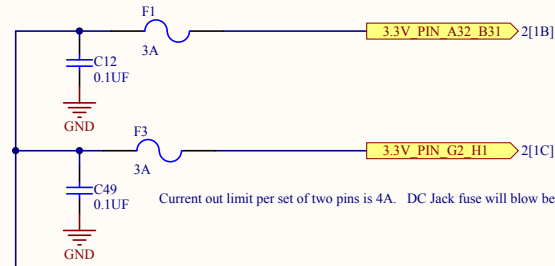 F1
3.3V_PIN_A32_B31 2[1B]
3A
C12
0.1UF
GND
F3
3.3V_PIN_G2_H1 2[1C]
3A
C49
0.1UF
Current out limit per set of two pins is 4A. DC Jack fuse will blow be
GND